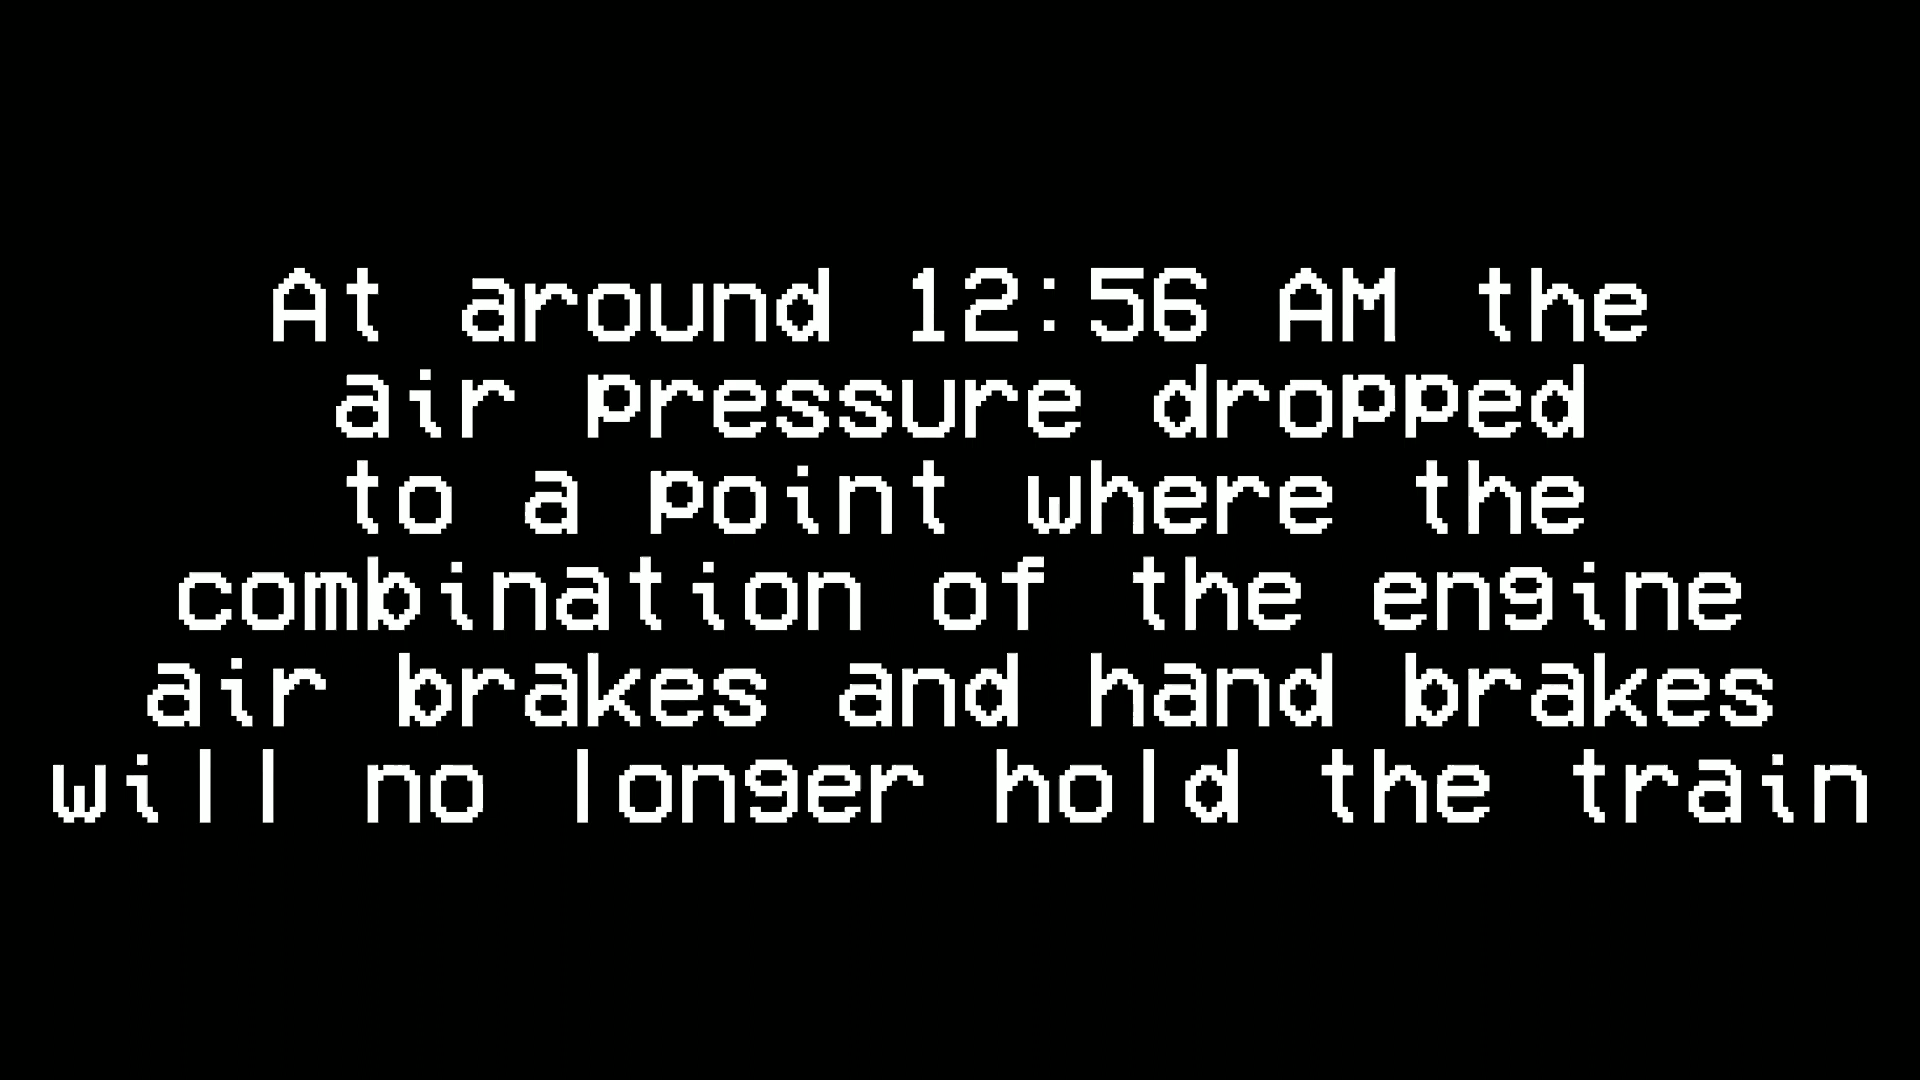 At around 12:56 AM the
air pressure dropped
to a point where the
combination of the engine
air brakes and hand brakes
will no longer hold the train